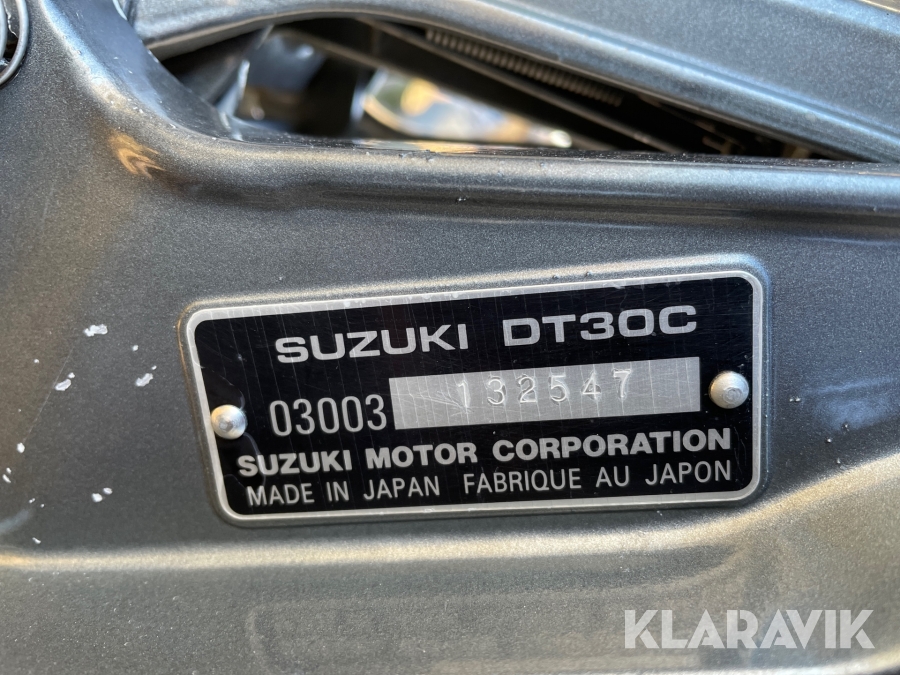 SUZUKI DT30C
03003 132547
SUZUKI MOTOR CORPORATION
MADE IN JAPAN FABRIQUE AU JAPON
KLARAVIK